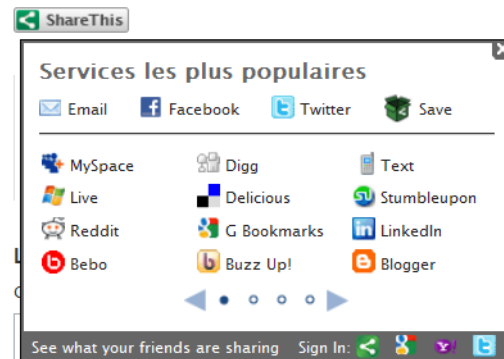 ShareThis
Services les plus populaires
Email Facebook Twitter Save
MySpace Digg Text
Live Delicious Stumbleupon
Reddit G Bookmarks LinkedIn
Bebo Buzz Up! Blogger
See what your friends are sharing Sign In: